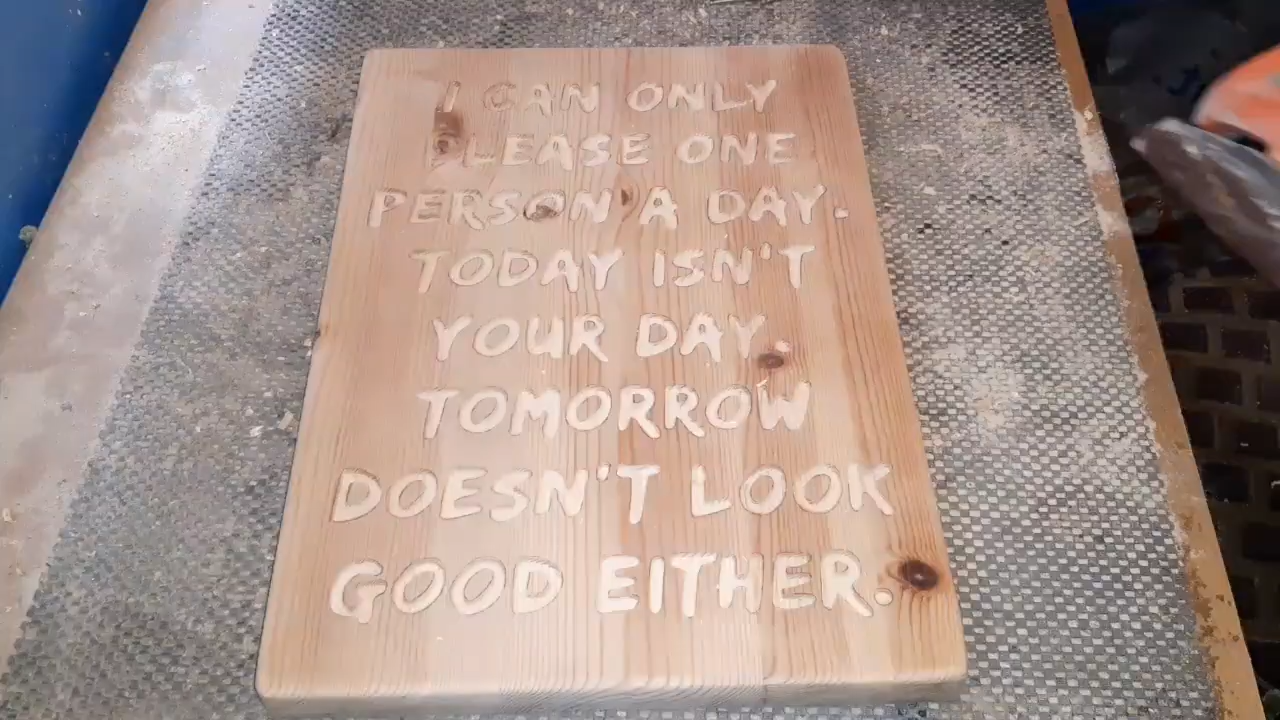 I CAN ONLY
PLEASE ONE
PERSON A DAY.
TODAY ISN'T
YOUR DAY.
TOMORROW
DOESN'T LOOK
GOOD EITHER.